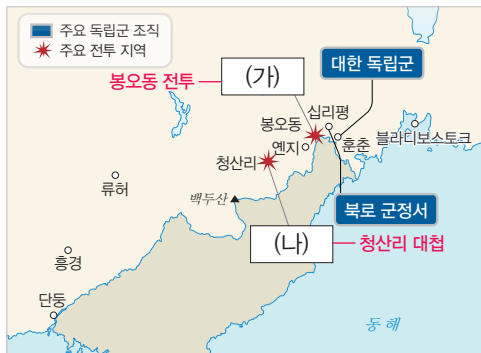 주요 독립군 조직
주요 전투 지역
봉오동 전투
(가)
대한 독립군
십리평
봉오동
옌지
훈춘
블라디보스토크
청산리
류허
백두산
북로 군정서
(나)
청산리 대첩
흥경
단둥
동해